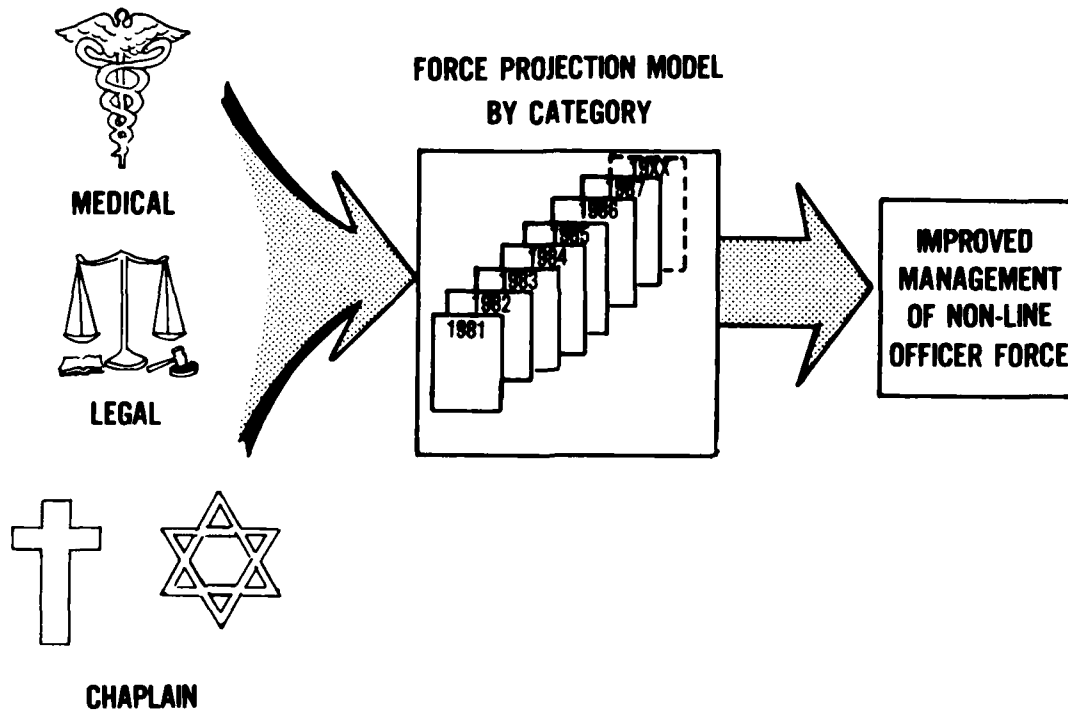 MEDICAL
LEGAL
CHAPLAIN
FORCE PROJECTION MODEL
BY CATEGORY
19XX
1987
1986
1985
1984
1983
1982
1981
IMPROVED
MANAGEMENT
OF NON-LINE
OFFICER FORCE